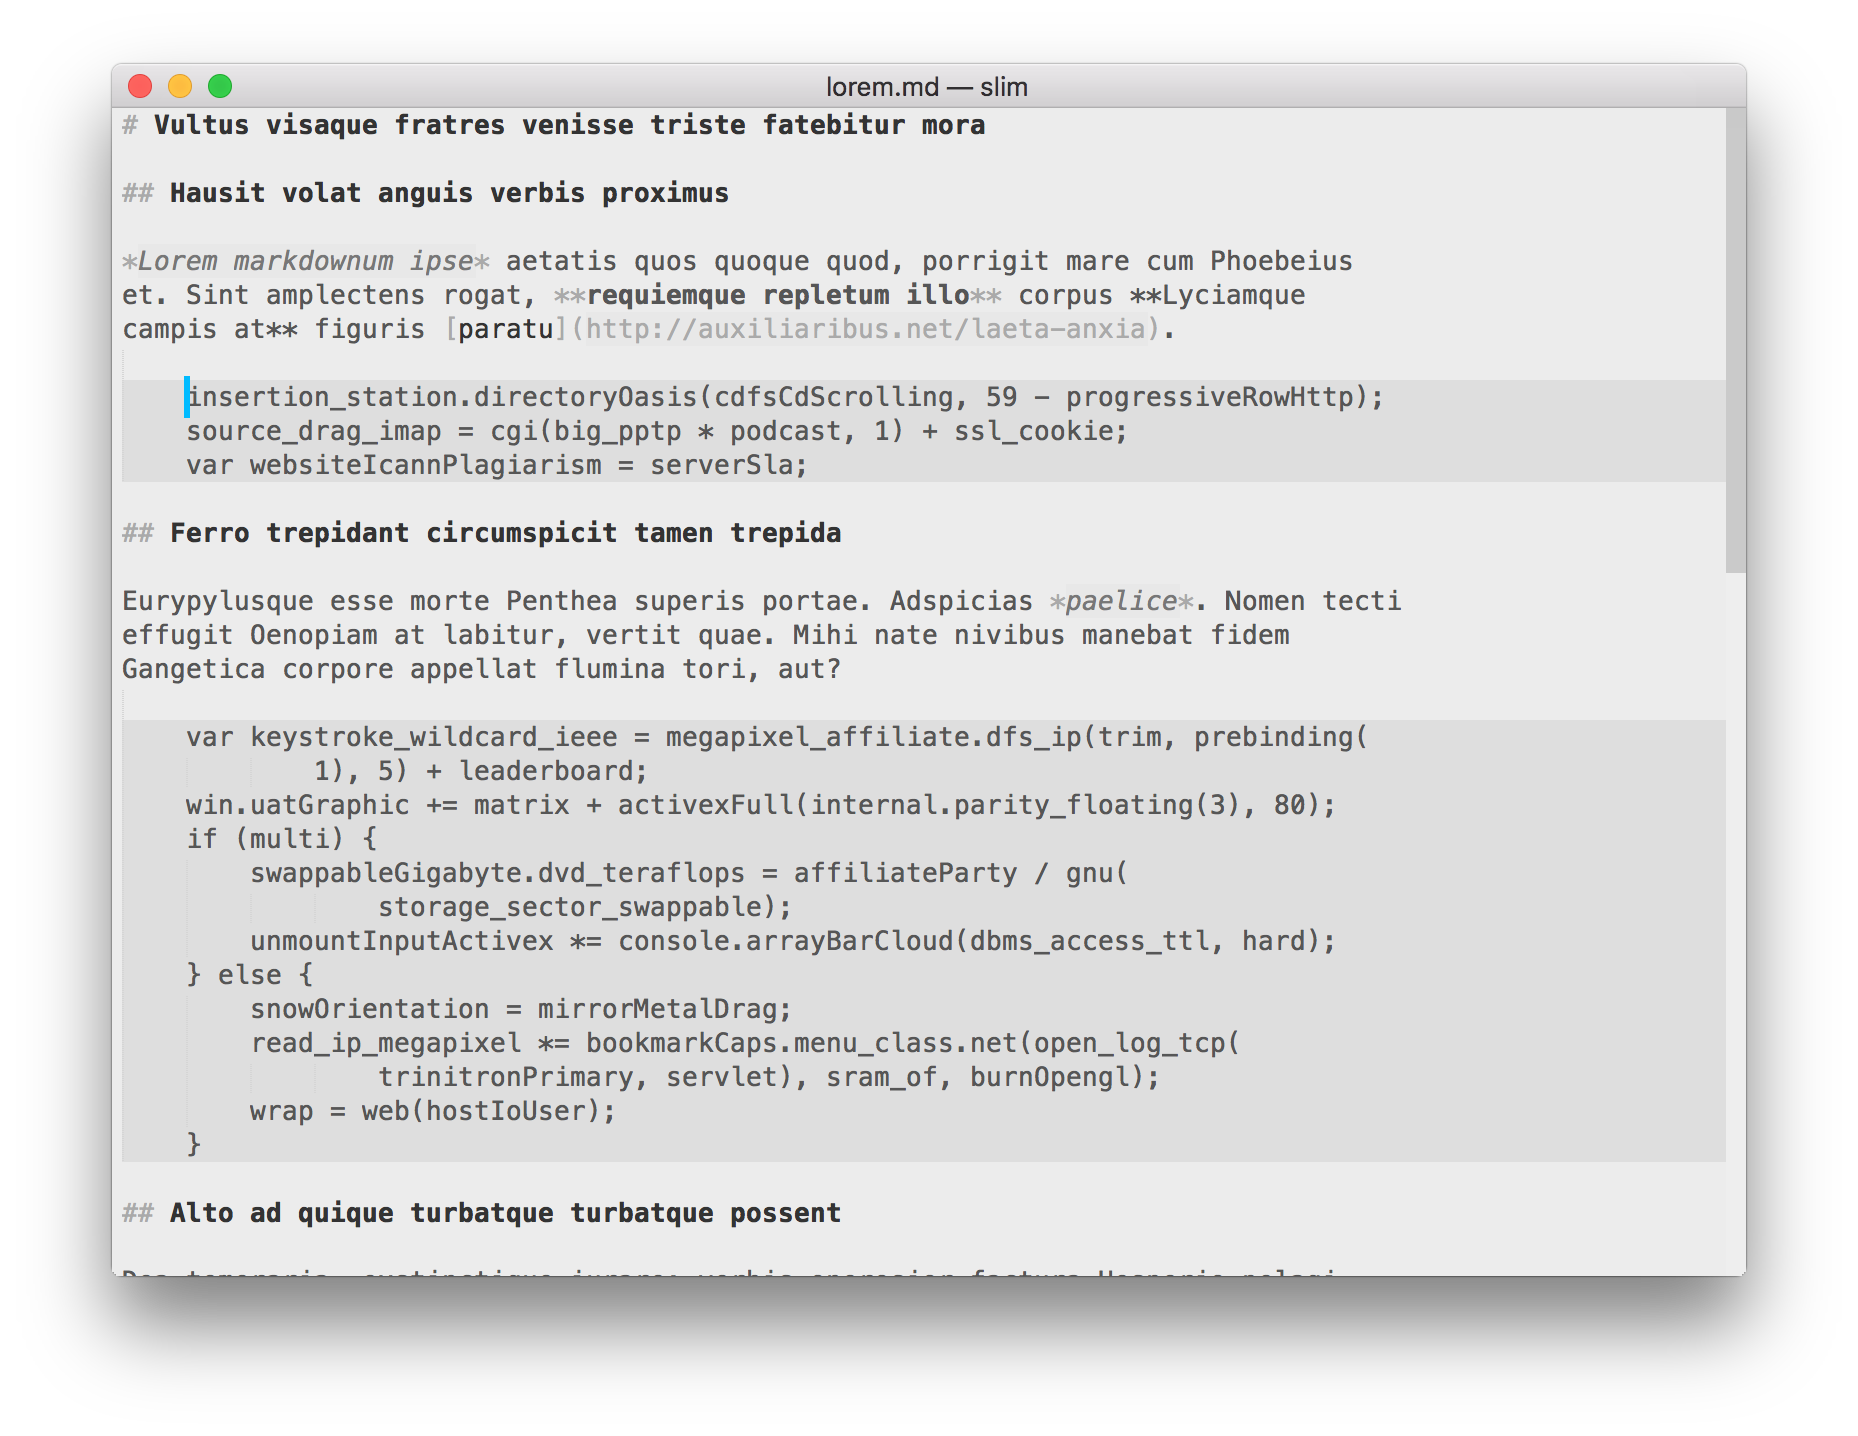 lorem.md — slim
# Vultus visaque fratres venisse triste fatebitur mora
## Hausit volat anguis verbis proximus
*Lorem markdownum ipse* aetatis quos quoque quod, porrigit mare cum Phoebeius
et. Sint amplectens rogat, **requiemque repletum illo** corpus **Lyciamque
campis at** figuris [paratu](http://auxiliaribus.net/laeta-anxia).
    insertion_station.directoryOasis(cdfsCdScrolling, 59 - progressiveRowHttp);
    source_drag_imap = cgi(big_pptp * podcast, 1) + ssl_cookie;
    var websiteIcannPlagiarism = serverSla;
## Ferro trepidant circumspicit tamen trepida
Eurypylusque esse morte Penthea superis portae. Adspicias *paelice*. Nomen tecti
effugit Oenopiam at labitur, vertit quae. Mihi nate nivibus manebat fidem
Gangetica corpore appellat flumina tori, aut?
    var keystroke_wildcard_ieee = megapixel_affiliate.dfs_ip(trim, prebinding(
            1), 5) + leaderboard;
    win.uatGraphic += matrix + activexFull(internal.parity_floating(3), 80);
    if (multi) {
        swappableGigabyte.dvd_teraflops = affiliateParty / gnu(
                storage_sector_swappable);
        unmountInputActivex *= console.arrayBarCloud(dbms_access_ttl, hard);
    } else {
        snowOrientation = mirrorMetalDrag;
        read_ip_megapixel *= bookmarkCaps.menu_class.net(open_log_tcp(
                trinitronPrimary, servlet), sram_of, burnOpengl);
        wrap = web(hostIoUser);
    }
## Alto ad quique turbatque turbatque possent